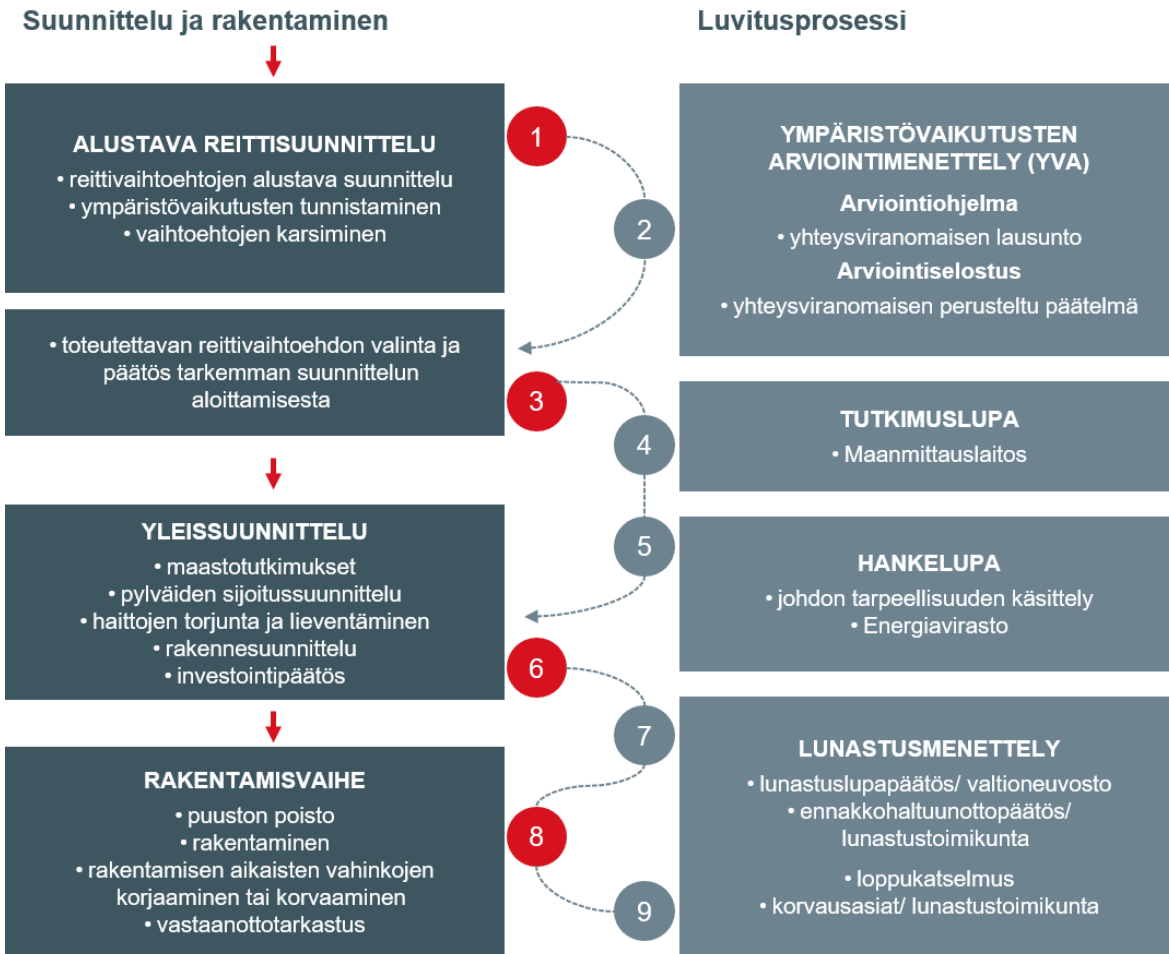 Suunnittelu ja rakentaminen
ALUSTAVA REITTISUUNNITTELU
• reittivaihtoehtojen alustava suunnittelu
• ympäristövaikutusten tunnistaminen
• vaihtoehtojen karsiminen
• toteutettavan reittivaihtoehdon valinta ja
päätös tarkemman suunnittelun
aloittamisesta
YLEISSUUNNITTELU
• maastotutkimukset
• pylväiden sijoitussuunnittelu
• haittojen torjunta ja lieventäminen
• rakennesuunnittelu
• investointipäätös
RAKENTAMISVAIHE
• puuston poisto
• rakentaminen
• rakentamisen aikaisten vahinkojen
korjaaminen tai korvaaminen
• vastaanottotarkastus
1
2
3
4
5
6
7
8
9
Luvitusprosessi
YMPÄRISTÖVAIKUTUSTEN
ARVIOINTIMENETTELY (YVA)
Arviointiohjelma
• yhteysviranomaisen lausunto
Arviointiselostus
• yhteysviranomaisen perusteltu päätelmä
TUTKIMUSLUPA
• Maanmittauslaitos
HANKELUPA
• johdon tarpeellisuuden käsittely
• Energiavirasto
LUNASTUSMENETTELY
• lunastuslupapäätös/ valtioneuvosto
• ennakkohaltuunottopäätös/
lunastustoimikunta
• loppukatselmus
• korvausasiat/ lunastustoimikunta